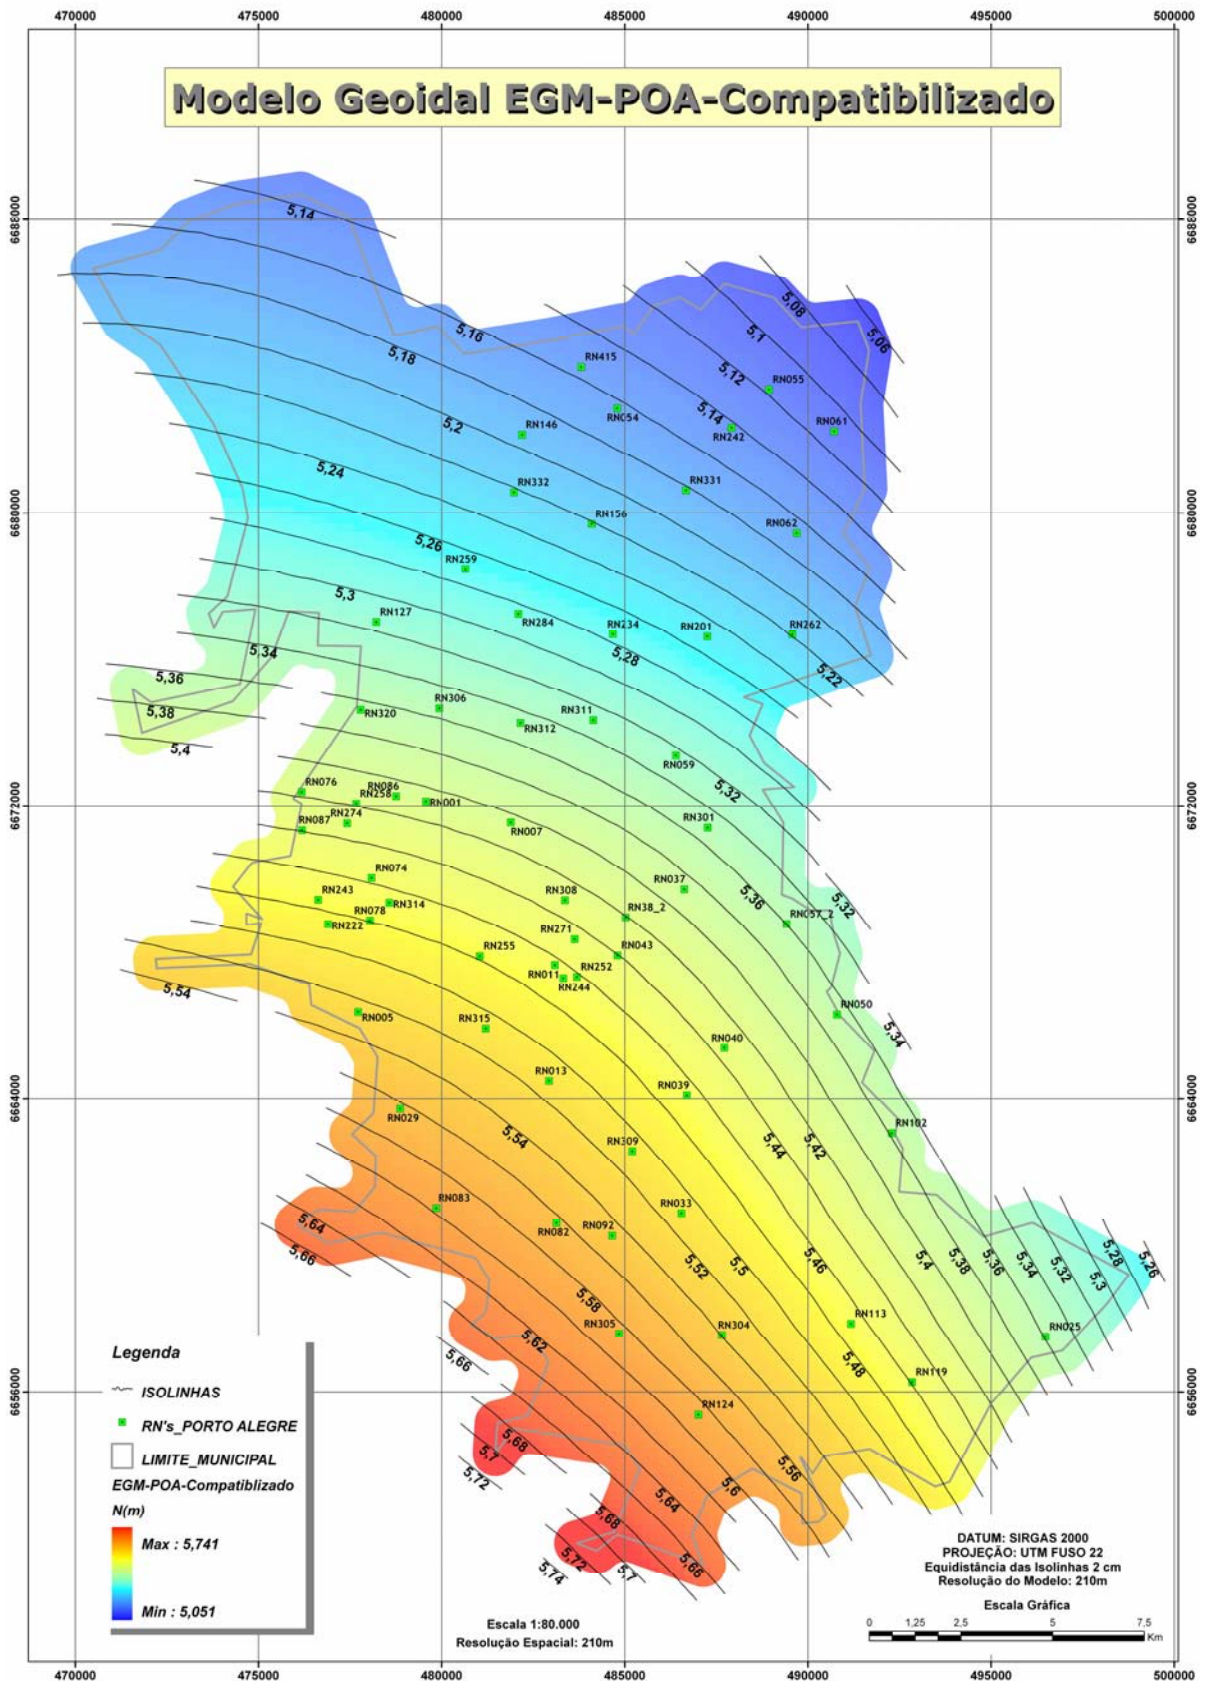 470000 475000 480000 485000 490000 495000 500000
Modelo Geoidal EGM-POA-Compatibilizado
6688000 6688000
5,14
5,08
5,06
5,16
5,1
5,18
RN415
5,12
RN055
5,14
RN054
5,2
RN146
RN242
RN061
5,24
RN332
RN331
6680000 6680000
RN156
RN062
5,26
RN259
5,3
RN127
RN284
RN234
RN201
RN262
5,34
5,28
5,36
5,22
5,38
RN320
RN306
RN312
RN311
5,4
RN059
RN076
RN086
RN258
5,32
6672000 6672000
RN001
RN274
RN087
RN007
RN301
RN074
RN037
RN243
RN314
RN308
5,36
5,32
RN078
RN38_2
RN057_2
RN222
RN271
RN255
RN043
RN011
RN252
RN244
5,54
RN050
RN005
RN315
5,34
RN040
RN013
RN039
6664000 6664000
RN029
RN102
5,54
RN309
5,44
5,42
RN083
RN033
5,64
RN082
RN092
5,66
5,52
5,5
5,46
5,4
5,38
5,36
5,34
5,32
5,3
5,28
5,26
5,58
RN305
RN304
RN113
RN025
5,62
5,66
5,48
RN119
6656000 6656000
RN124
5,68
5,7
5,72
5,56
5,6
5,64
5,68
5,72
5,74
5,7
5,66
Legenda
ISOLINHAS
RN's_PORTO ALEGRE
LIMITE_MUNICIPAL
EGM-POA-Compatiblizado
N(m)
Max : 5,741
Min : 5,051
DATUM: SIRGAS 2000
PROJEÇÃO: UTM FUSO 22
Equidistância das Isolinhas 2 cm
Resolução do Modelo: 210m
Escala Gráfica
0 1,25 2,5 5 7,5
Km
Escala 1:80.000
Resolução Espacial: 210m
470000 475000 480000 485000 490000 495000 500000